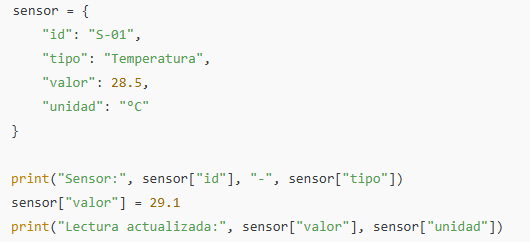 sensor = {
    "id": "S-01",
    "tipo": "Temperatura",
    "valor": 28.5,
    "unidad": "°C"
}

print("Sensor:", sensor["id"], "-", sensor["tipo"])
sensor["valor"] = 29.1
print("Lectura actualizada:", sensor["valor"], sensor["unidad"])